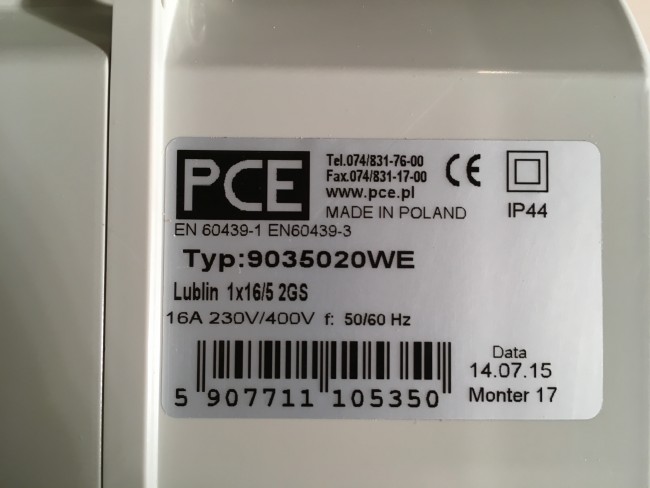 PCE
Tel.074/831-76-00
Fax.074/831-17-00
www.pce.pl
MADE IN POLAND
CE
IP44
EN 60439-1 EN60439-3
Typ:9035020WE
Lublin 1x16/5 2GS
16A 230V/400V f: 50/60 Hz
5 907711 105350
Data
14.07.15
Monter 17